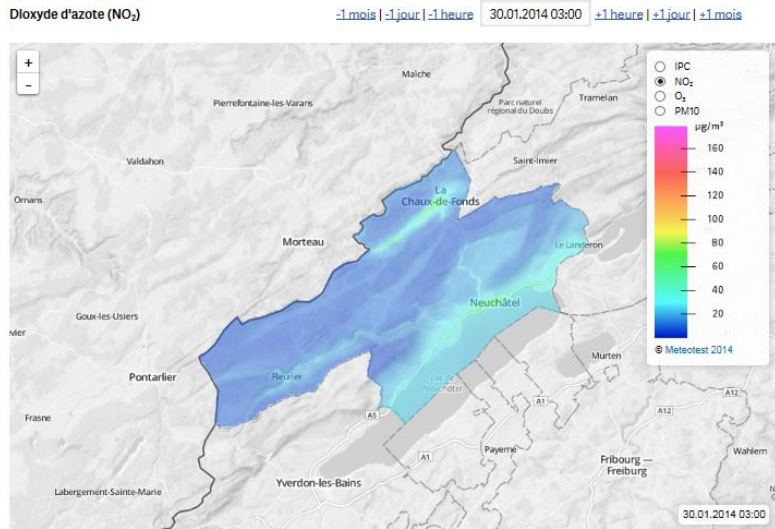 Dioxyde d'azote (NO₂)
-1 mois | -1 jour | -1 heure 30.01.2014 03:00 +1 heure | +1 jour | +1 mois
+
-
IPC
NO₂
O₃
PM10
µg/m³
160
140
120
100
80
60
40
20
© Meteotest 2014
Maîche
Pierrefontaine-les-Varans
Parc naturel
régional du Doubs
Tramelan
Valdahon
Saint-Imier
Ornans
La
Chaux-de-Fonds
Morteau
Le Landeron
Goux-les-Usiers
Neuchâtel
vier
Murten
Pontarlier
Fleurier
Lac de
Neuchâtel
A5
A1
A12
A12
Frasne
Payerne
Wahlern
A1
Fribourg —
Freiburg
Yverdon-les-Bains
Labergement-Sainte-Marie
30.01.2014 03:00